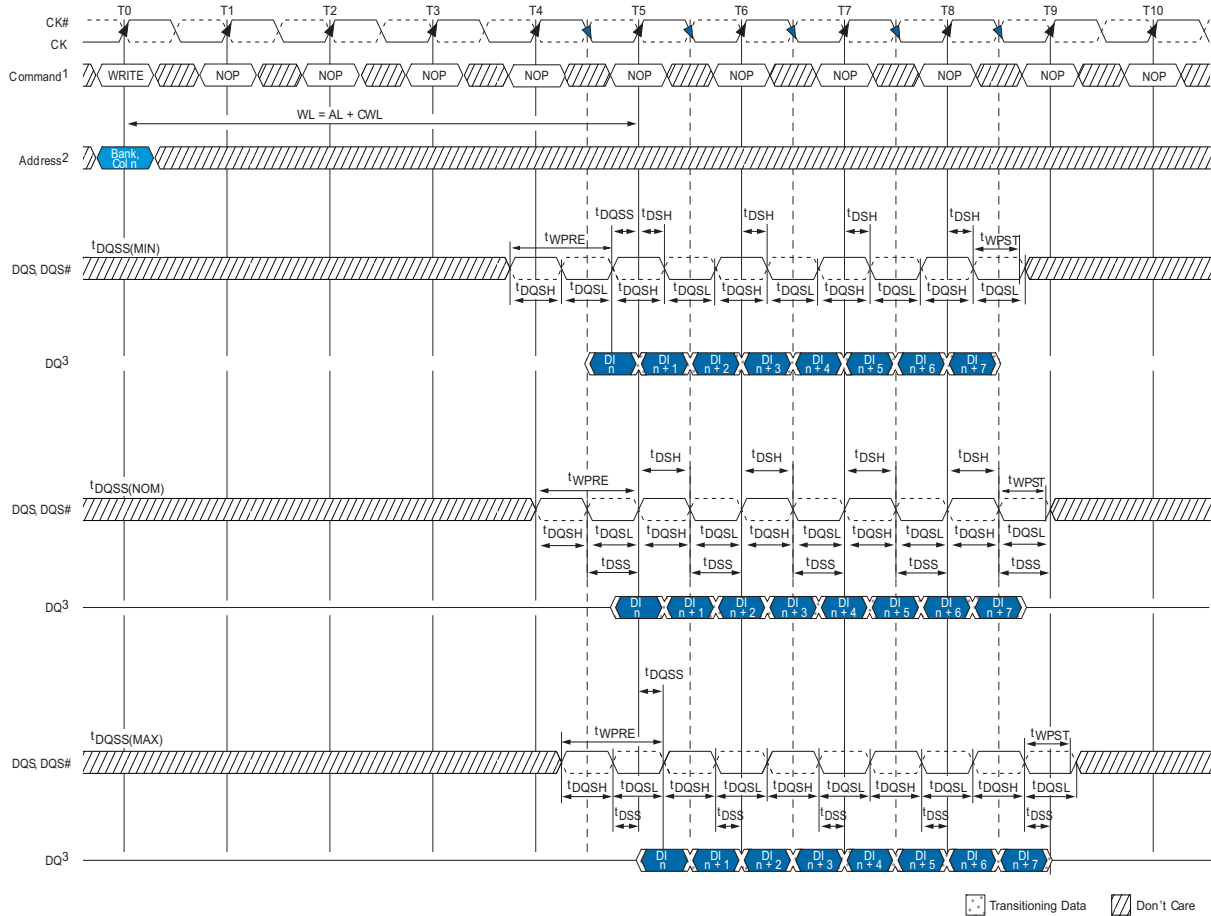 T0 T1 T2 T3 T4 T5 T6 T7 T8 T9 T10
CK#
CK
Command1 WRITE NOP NOP NOP NOP NOP NOP NOP NOP NOP NOP
WL = AL + CWL
Address2 Bank, Col n
tDQSS tDSH tDSH tDSH tDSH
tDQSS(MIN) tWPRE tWPST
DQS, DQS#
tDQSH tDQSL tDQSH tDQSL tDQSH tDQSL tDQSH tDQSL tDQSH tDQSL
DQ3 DI n DI n + 1 DI n + 2 DI n + 3 DI n + 4 DI n + 5 DI n + 6 DI n + 7
tDSH tDSH tDSH tDSH
tDQSS(NOM) tWPRE tWPST
DQS, DQS#
tDQSH tDQSL tDQSH tDQSL tDQSH tDQSL tDQSH tDQSL tDQSH tDQSL
tDSS tDSS tDSS tDSS tDSS
DQ3 DI n DI n + 1 DI n + 2 DI n + 3 DI n + 4 DI n + 5 DI n + 6 DI n + 7
tDQSS
tDQSS(MAX) tWPRE tWPST
DQS, DQS#
tDQSH tDQSL tDQSH tDQSL tDQSH tDQSL tDQSH tDQSL tDQSH tDQSL
tDSS tDSS tDSS tDSS tDSS
DQ3 DI n DI n + 1 DI n + 2 DI n + 3 DI n + 4 DI n + 5 DI n + 6 DI n + 7
Transitioning Data Don't Care